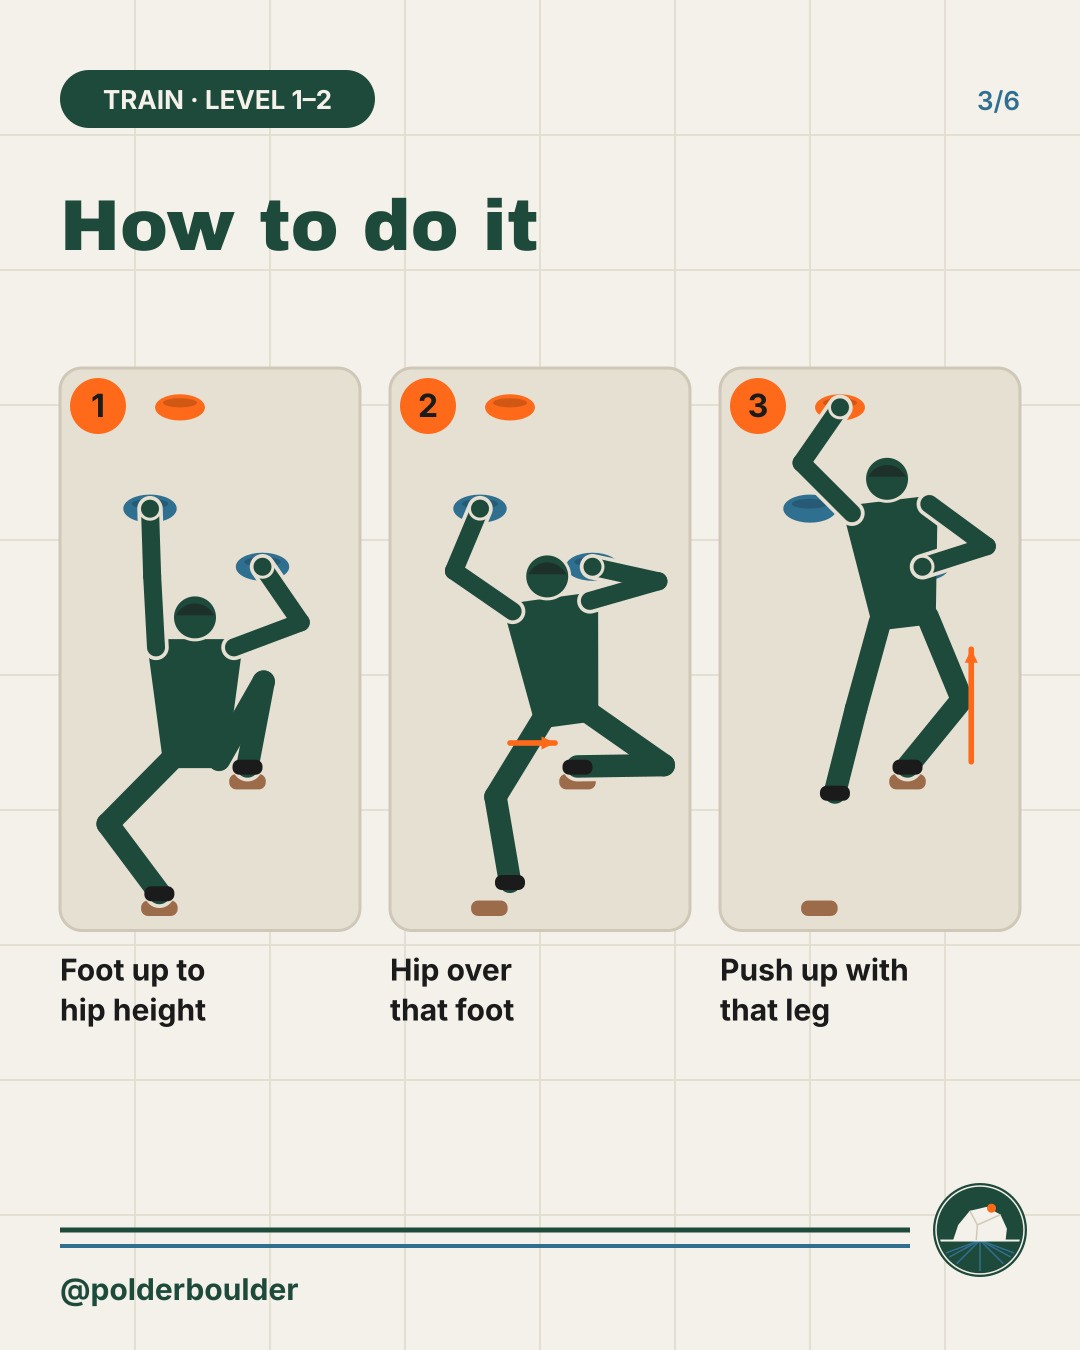 TRAIN · LEVEL 1–2
3/6
How to do it
1
2
3
Foot up to
hip height
Hip over
that foot
Push up with
that leg
@polderboulder